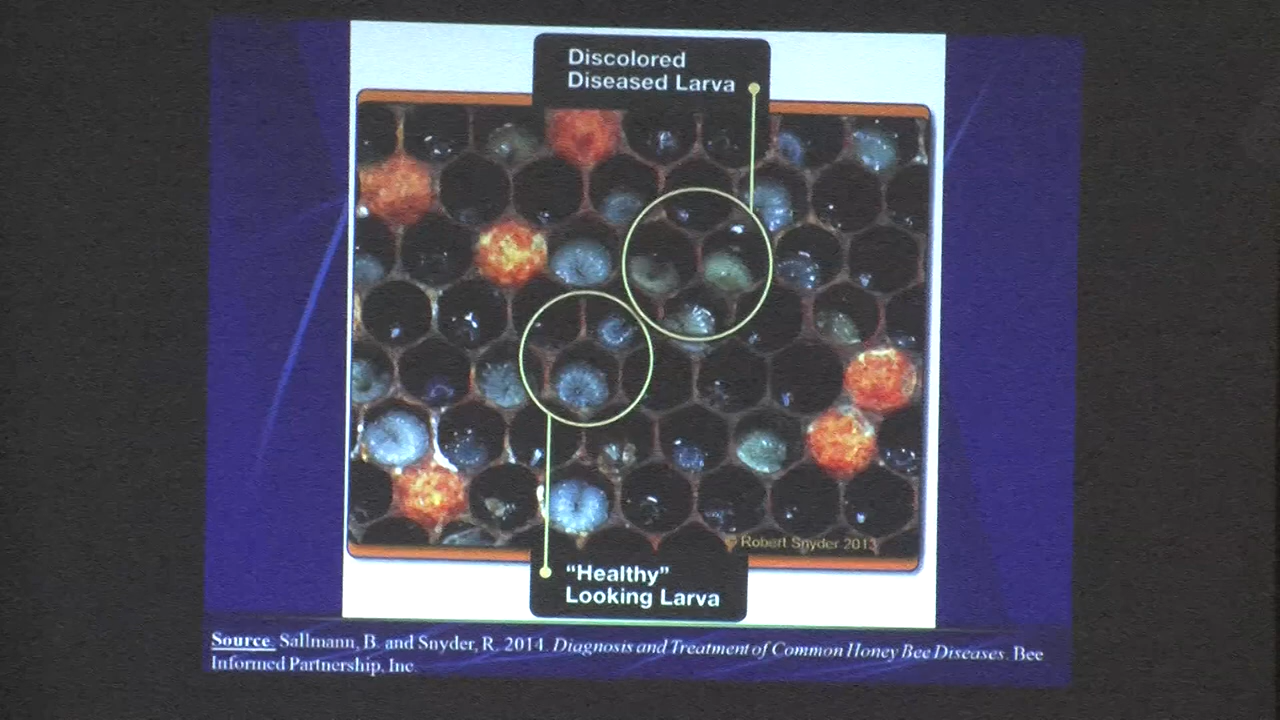 Discolored
Diseased Larva
© Robert Snyder 2013
"Healthy"
Looking Larva
Source. Sallmann, B. and Snyder, R. 2014. Diagnosis and Treatment of Common Honey Bee Diseases. Bee
Informed Partnership, Inc.